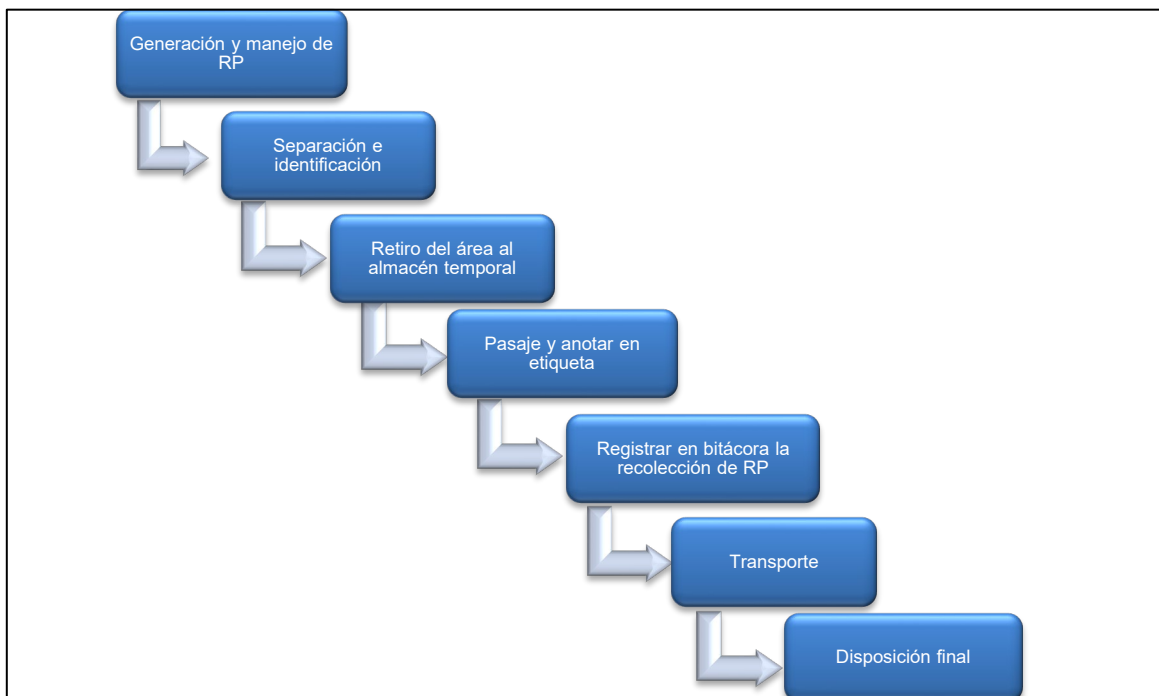 Generación y manejo de
RP
Separación e
identificación
Retiro del área al
almacén temporal
Pasaje y anotar en
etiqueta
Registrar en bitácora la
recolección de RP
Transporte
Disposición final